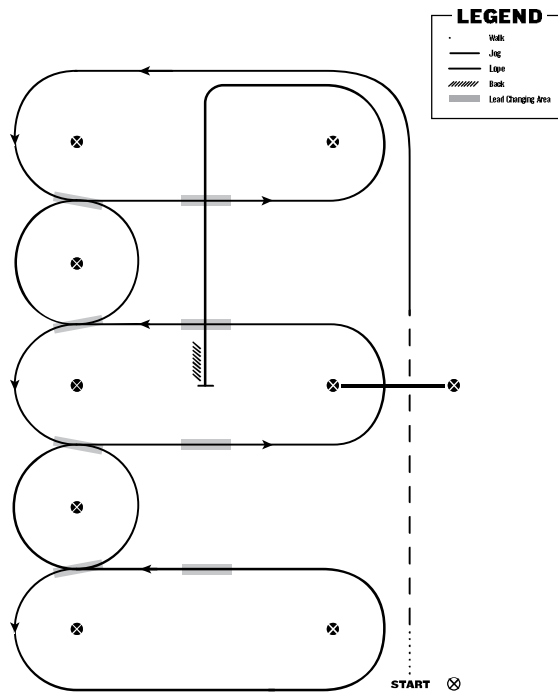 LEGEND
Walk
Jog
Lope
Back
Lead Changing Area
START